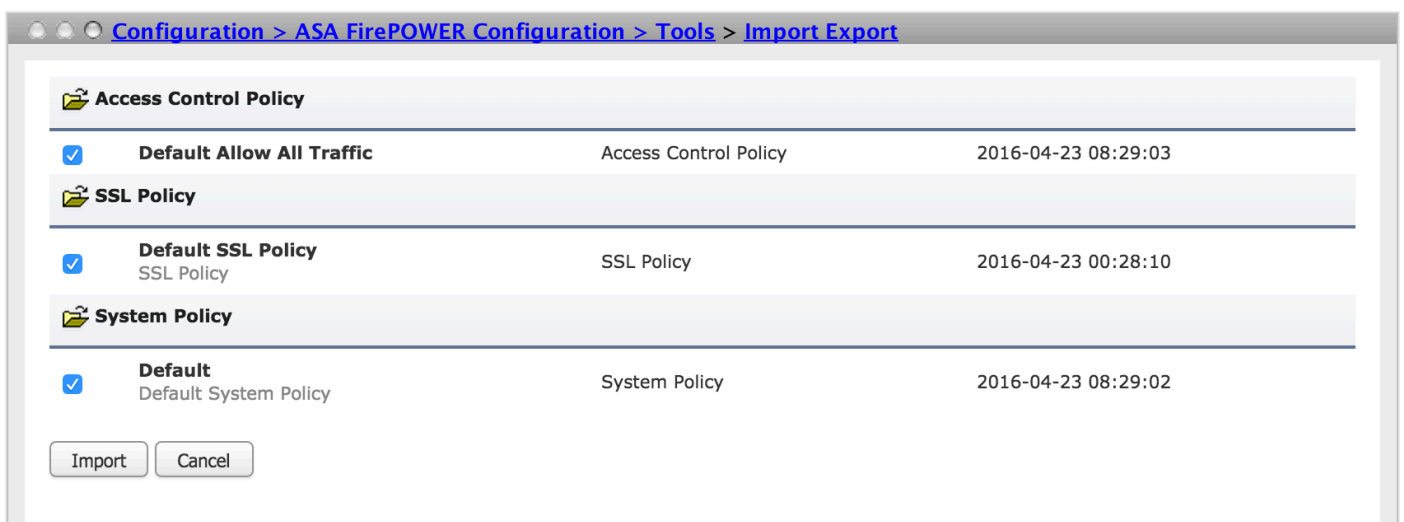 Configuration > ASA FirePOWER Configuration > Tools > Import Export
Access Control Policy
Default Allow All Traffic Access Control Policy 2016-04-23 08:29:03
SSL Policy
Default SSL Policy
SSL Policy SSL Policy 2016-04-23 00:28:10
System Policy
Default
Default System Policy System Policy 2016-04-23 08:29:02
Import Cancel